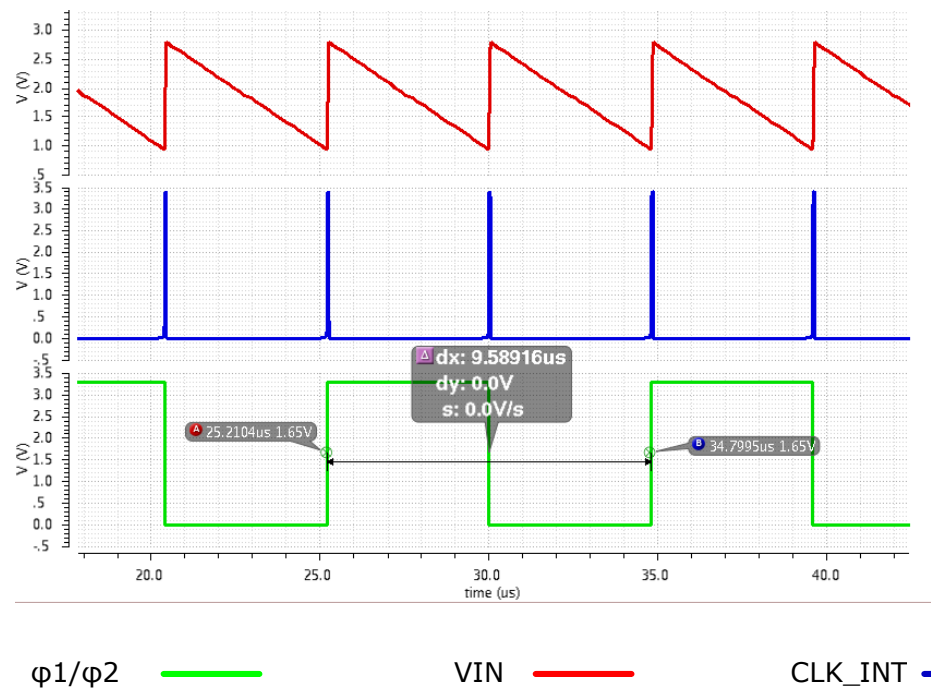 3.0
2.5
2.0
1.5
1.0
.5
V (V)
3.5
3.0
2.5
2.0
1.5
1.0
.5
0.0
-.5
V (V)
3.5
3.0
2.5
2.0
1.5
1.0
.5
0.0
-.5
V (V)
Δ dx: 9.58916us
dy: 0.0V
s: 0.0V/s
A 25.2104us 1.65V
B 34.7995us 1.65V
20.0 25.0 30.0 35.0 40.0
time (us)
φ1/φ2 VIN CLK_INT